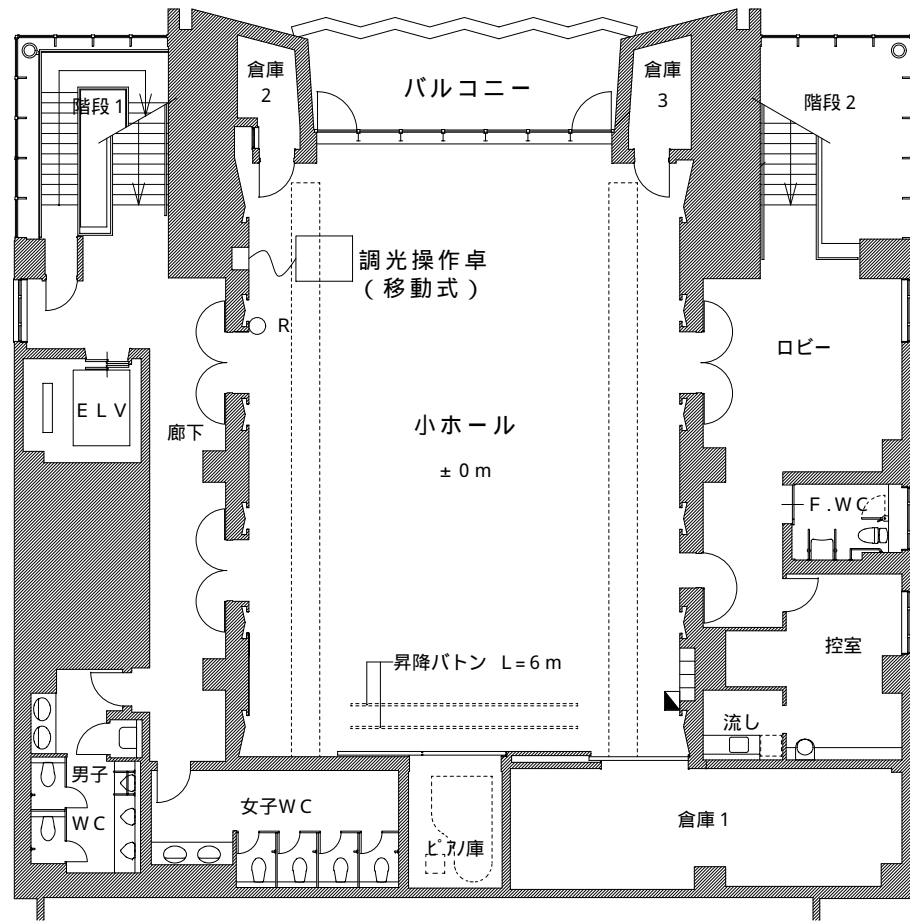 倉庫
2
バルコニー
倉庫
3
階段1
階段2
調光操作卓
(移動式)
R
ロビー
ELV
廊下
小ホール
±0m
F.WC
控室
昇降バトン L=6m
流し
男子
WC
女子WC
ピアノ庫
倉庫1